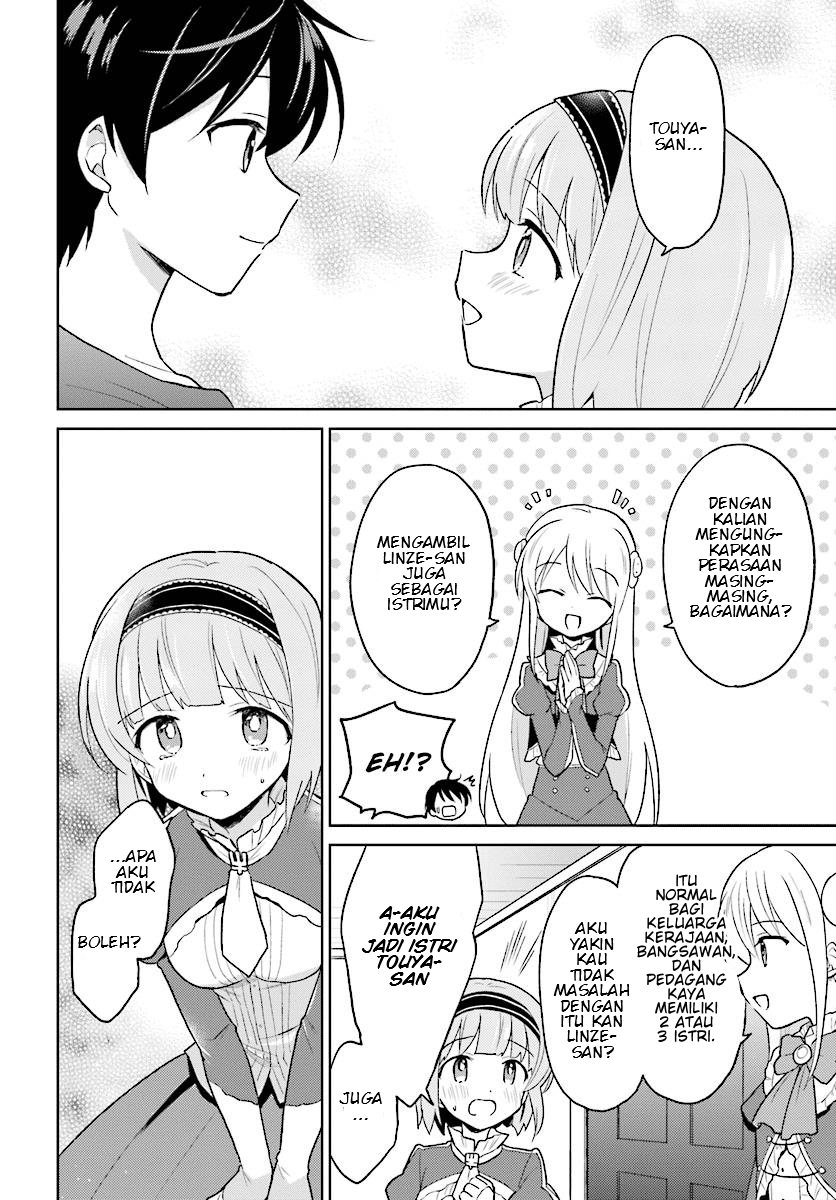 TOUYA-
SAN...
DENGAN
KALIAN
MENGUNG-
KAPKAN
PERASAAN
MASING-
MASING,
BAGAIMANA?
MENGAMBIL
LINZE-SAN
JUGA
SEBAGAI
ISTRIMU?
EH!?
ITU
NORMAL
BAGI
KELUARGA
KERAJAAN,
BANGSAWAN,
DAN
PEDAGANG
KAYA
MEMILIKI
2 ATAU
3 ISTRI.
AKU
YAKIN
KAU
TIDAK
MASALAH
DENGAN
ITU KAN
LINZE-
SAN?
A-AKU
INGIN
JADI ISTRI
TOUYA-
SAN
JUGA
...
...APA
AKU
TIDAK
BOLEH?